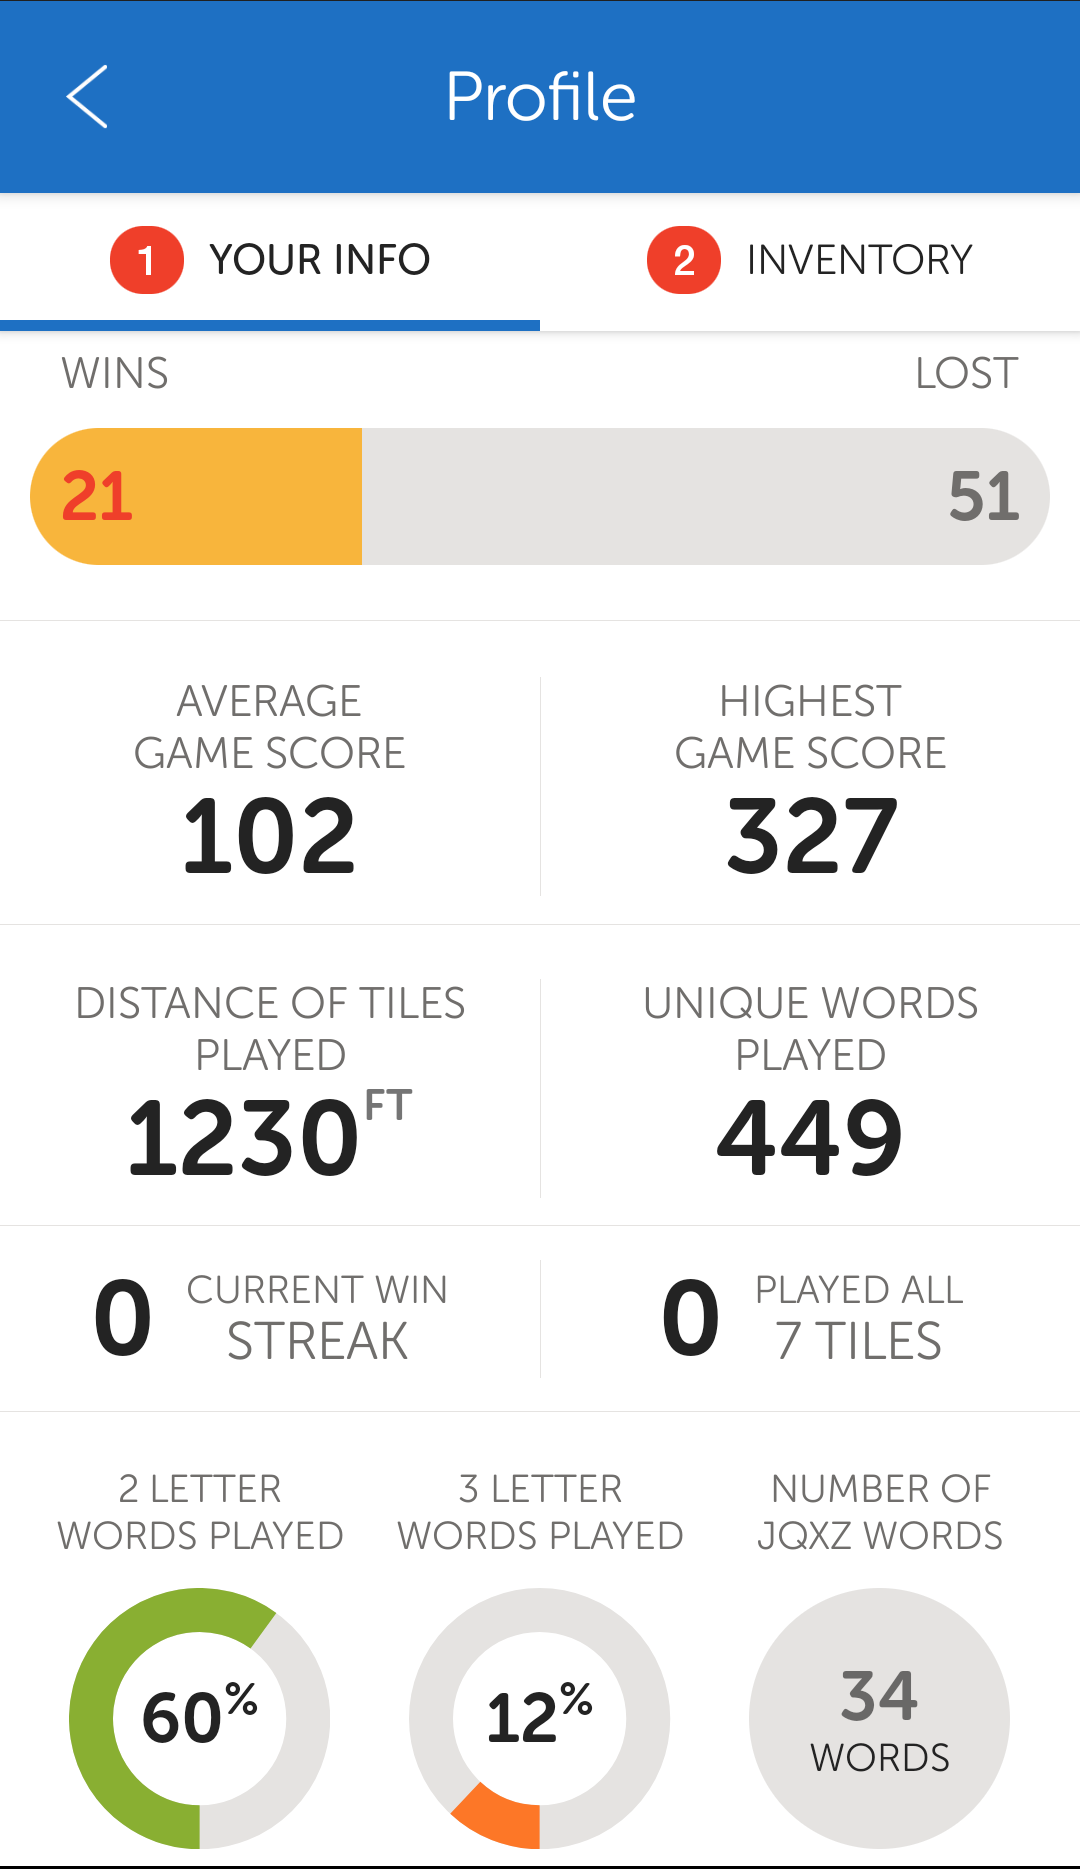 Profile
1 YOUR INFO
2 INVENTORY
WINS
LOST
21
51
AVERAGE
GAME SCORE
102
HIGHEST
GAME SCORE
327
DISTANCE OF TILES
PLAYED
1230FT
UNIQUE WORDS
PLAYED
449
0
CURRENT WIN
STREAK
0
PLAYED ALL
7 TILES
2 LETTER
WORDS PLAYED
60%
3 LETTER
WORDS PLAYED
12%
NUMBER OF
JQXZ WORDS
34
WORDS